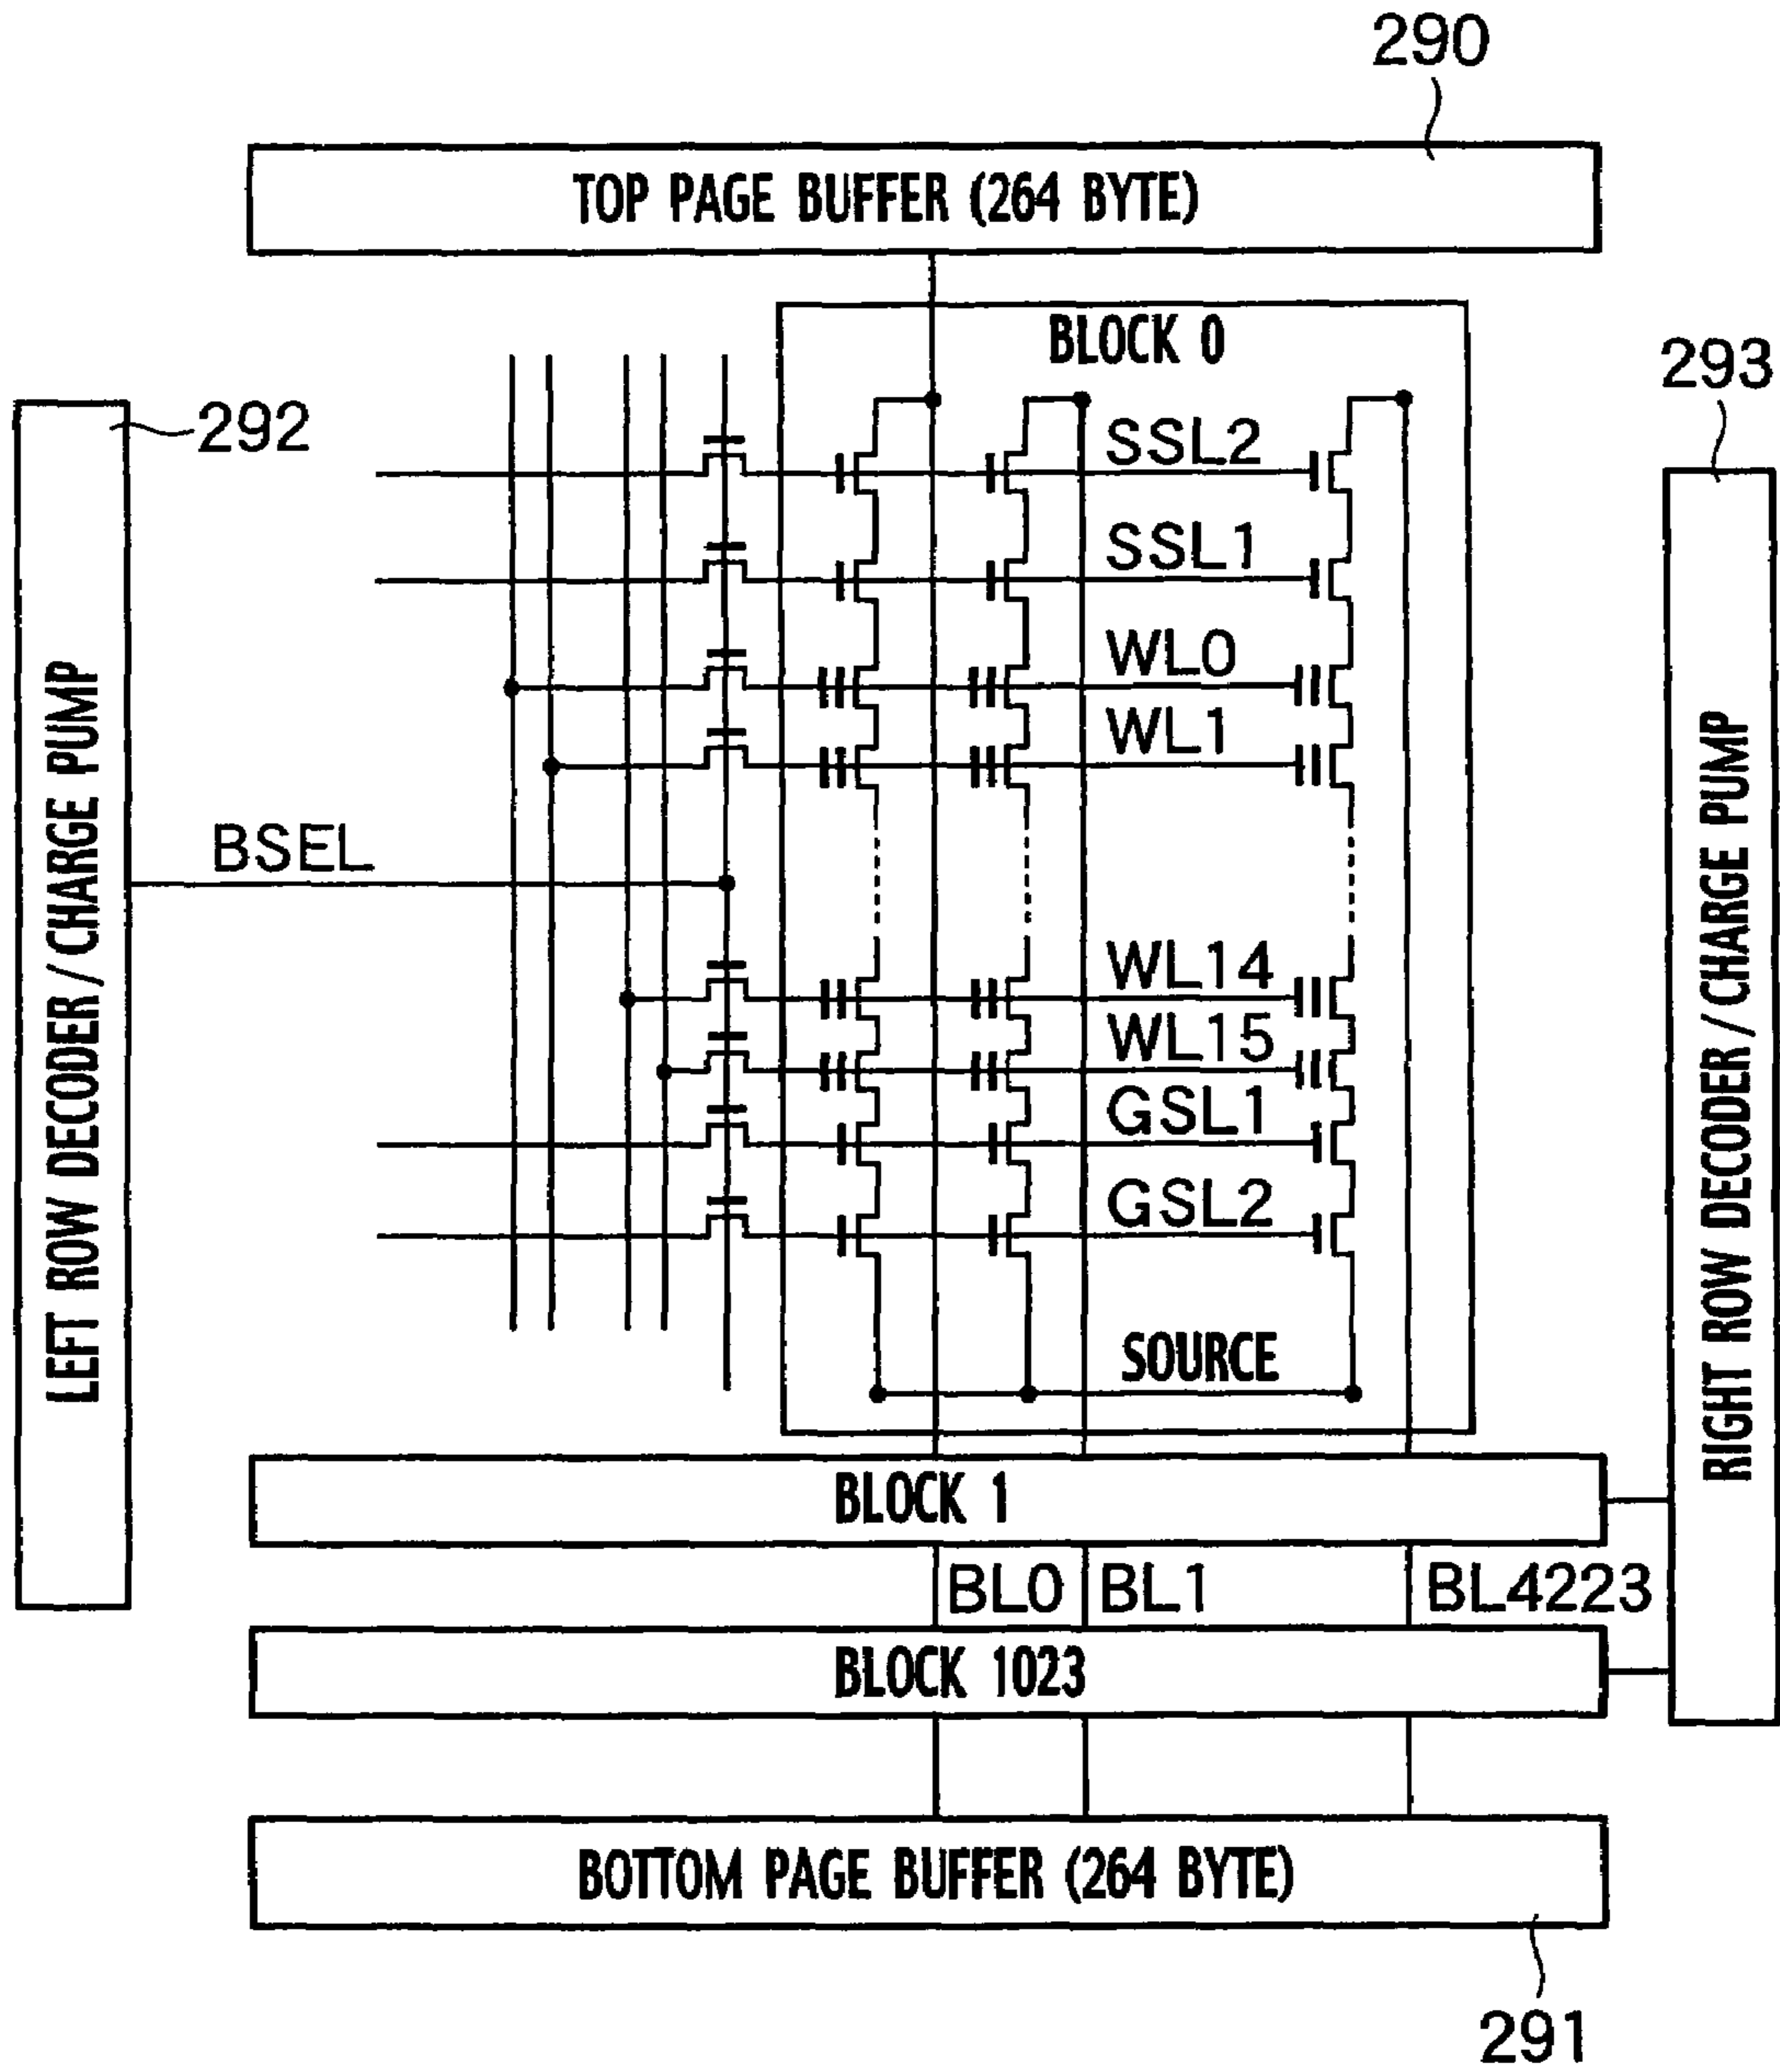 290
TOP PAGE BUFFER (264 BYTE)
BLOCK 0
293
292
SSL2
SSL1
WL0
WL1
BSEL
LEFT ROW DECODER/CHARGE PUMP
RIGHT ROW DECODER/CHARGE PUMP
WL14
WL15
GSL1
GSL2
SOURCE
BLOCK 1
BL0 BL1 BL4223
BLOCK 1023
BOTTOM PAGE BUFFER (264 BYTE)
291